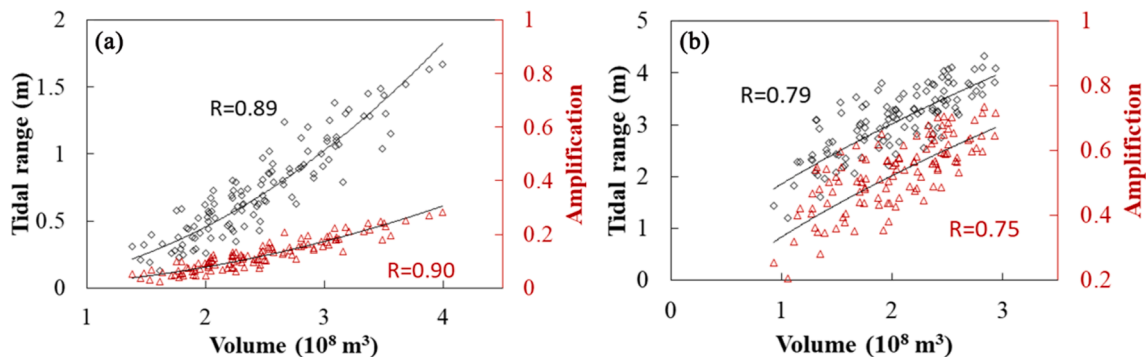 (a)
R=0.89
R=0.90
Tidal range (m)
2
1.5
1
0.5
0
1
0.8
0.6
0.4
0.2
0
Amplification
1 2 3 4
Volume (10⁸ m³)
(b)
R=0.79
R=0.75
Tidal range (m)
5
4
3
2
1
0
1
0.8
0.6
0.4
0.2
Amplifiction
0 1 2 3
Volume (10⁸ m³)